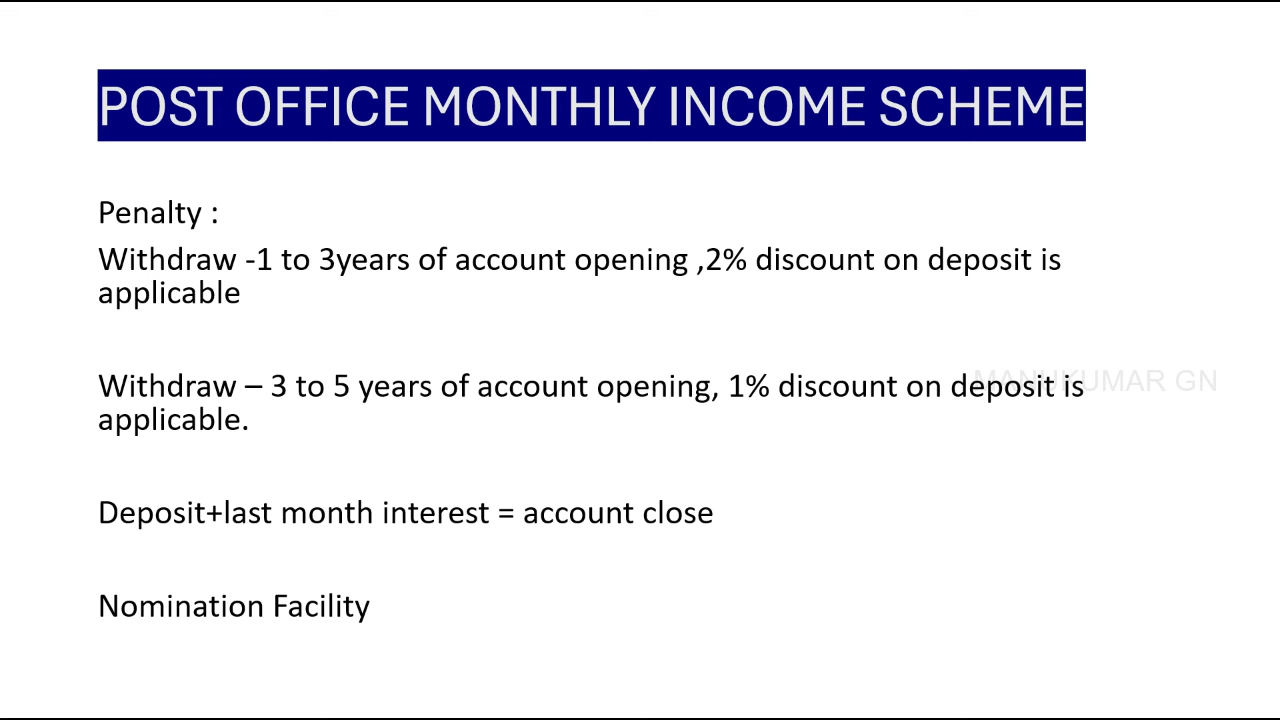 POST OFFICE MONTHLY INCOME SCHEME
Penalty :
Withdraw -1 to 3years of account opening ,2% discount on deposit is
applicable
Withdraw – 3 to 5 years of account opening, 1% discount on deposit is
applicable.
MANUKUMAR GN
Deposit+last month interest = account close
Nomination Facility